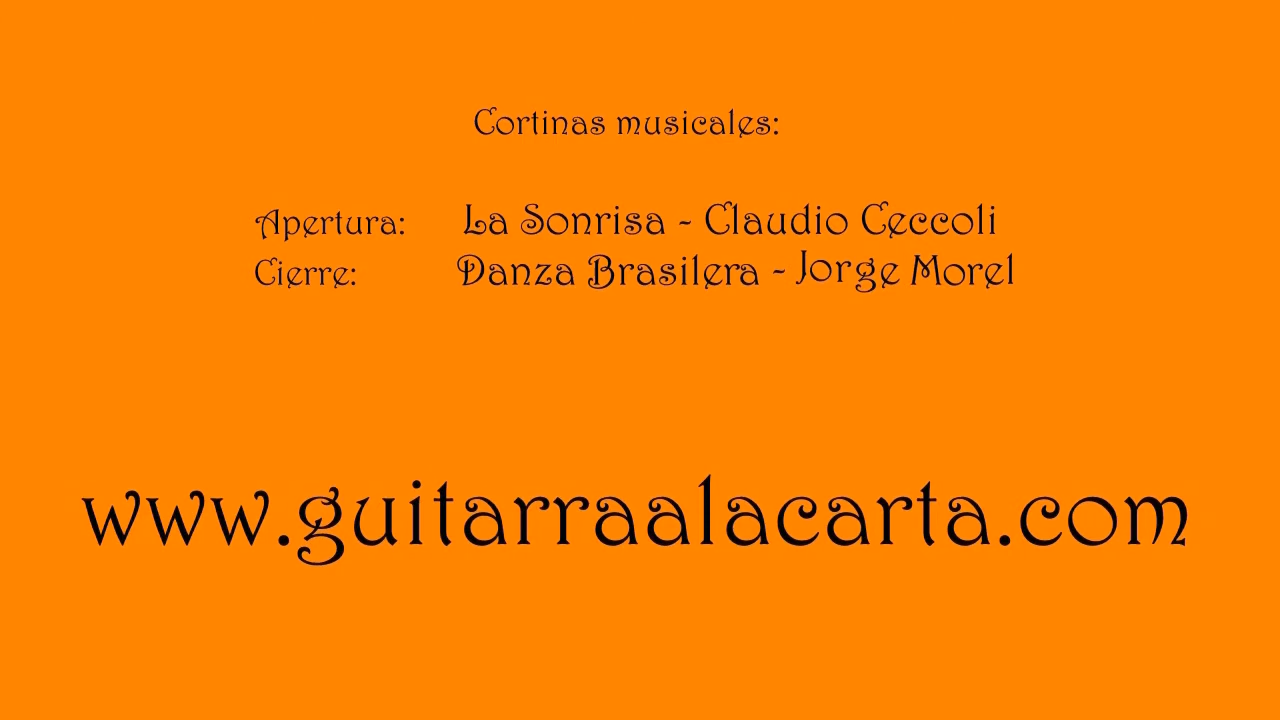 Cortinas musicales:
Apertura: La Sonrisa - Claudio Ceccoli
Cierre: Danza Brasilera - Jorge Morel
www.guitarraalacarta.com